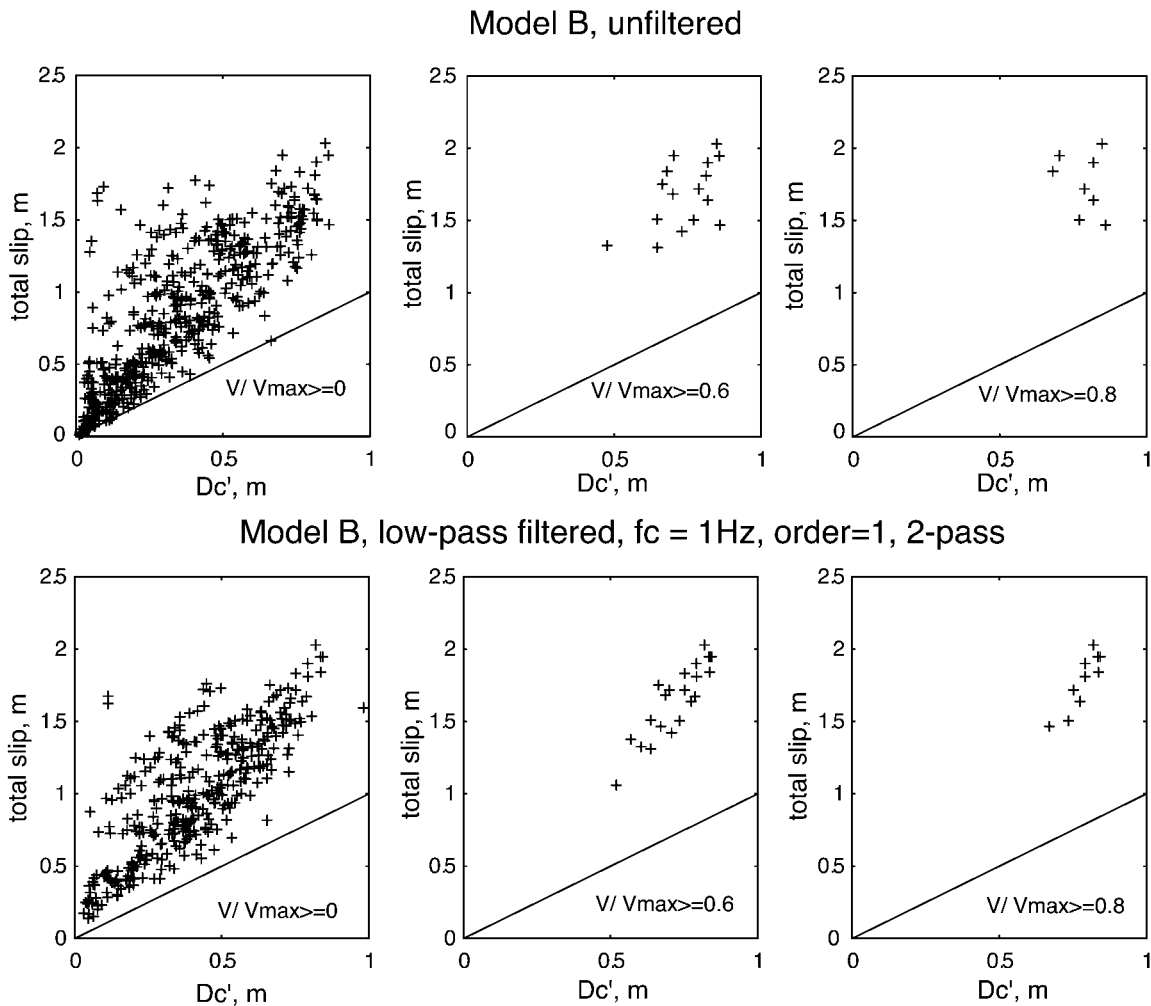 Model B, unfiltered
2.5
2
1.5
1
0.5
0
total slip, m
V/ Vmax>=0
0 0.5 1
Dc', m
2.5
2
1.5
1
0.5
0
total slip, m
V/ Vmax>=0.6
0 0.5 1
Dc', m
2.5
2
1.5
1
0.5
0
total slip, m
V/ Vmax>=0.8
0 0.5 1
Dc', m
Model B, low-pass filtered, fc = 1Hz, order=1, 2-pass
2.5
2
1.5
1
0.5
0
total slip, m
V/ Vmax>=0
0 0.5 1
Dc', m
2.5
2
1.5
1
0.5
0
total slip, m
V/ Vmax>=0.6
0 0.5 1
Dc', m
2.5
2
1.5
1
0.5
0
total slip, m
V/ Vmax>=0.8
0 0.5 1
Dc', m